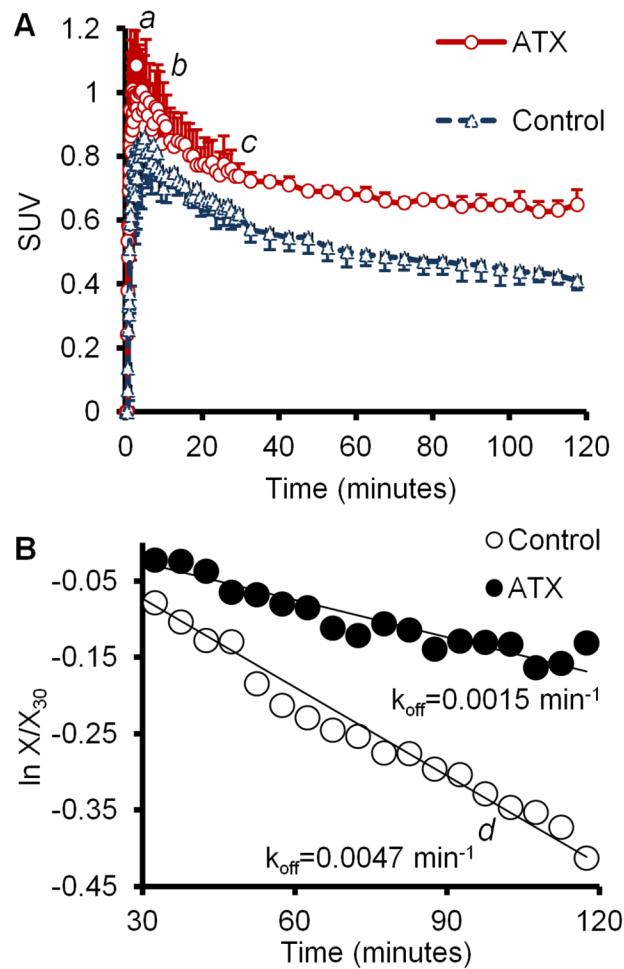 A
1.2
1
0.8
0.6
0.4
0.2
0
SUV
a
b
c
ATX
Control
0 20 40 60 80 100 120
Time (minutes)
B
Control
ATX
-0.05
-0.15
-0.25
-0.35
-0.45
ln X/X30
koff=0.0015 min-1
d
koff=0.0047 min-1
30 60 90 120
Time (minutes)